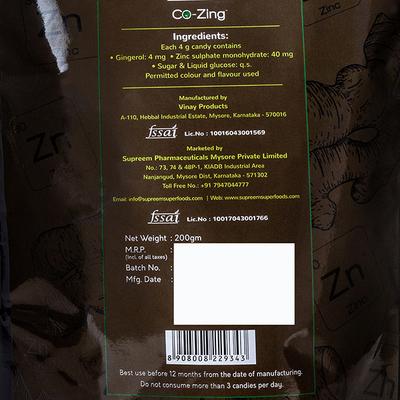 Co-Zing
Ingredients:
Each 4 g candy contains
• Gingerol: 4 mg • Zinc sulphate monohydrate: 40 mg
• Sugar & Liquid glucose: q.s.
Permitted colour and flavour used
Manufactured by
Vinay Products
A-110, Hebbal Industrial Estate, Mysore, Karnataka - 570016
fssai Lic.No : 10016043001569
Marketed by
Supreem Pharmaceuticals Mysore Private Limited
No.: 73, 74 & 48P-1, KIADB Industrial Area
Nanjangud, Mysore Dist, Karnataka - 571302
Toll Free No.: +91 7947044777
Email: info@supreemsuperfoods.com | Web: www.supreemsuperfoods.com
fssai Lic.No : 10017043001766
Net Weight : 200gm
M.R.P. :
(Incl. of all taxes)
Batch No. :
Mfg. Date :
8 908008 229343
Best use before 12 months from the date of manufacturing.
Do not consume more than 3 candies per day.
Zinc
Zn
Zn
Zinc